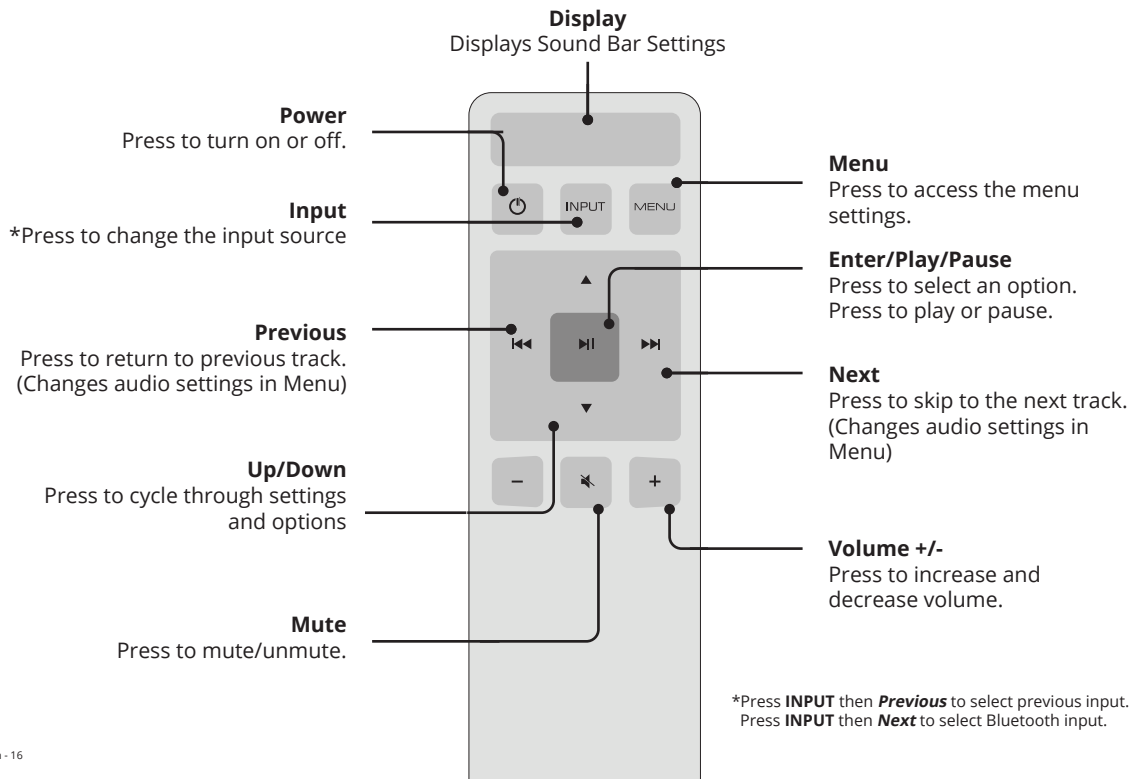 Display
Displays Sound Bar Settings
Power
Press to turn on or off.
Input
*Press to change the input source
Previous
Press to return to previous track.
(Changes audio settings in Menu)
Up/Down
Press to cycle through settings
and options
Mute
Press to mute/unmute.
INPUT
MENU
Menu
Press to access the menu
settings.
Enter/Play/Pause
Press to select an option.
Press to play or pause.
Next
Press to skip to the next track.
(Changes audio settings in
Menu)
Volume +/-
Press to increase and
decrease volume.
*Press INPUT then Previous to select previous input.
Press INPUT then Next to select Bluetooth input.
- 16